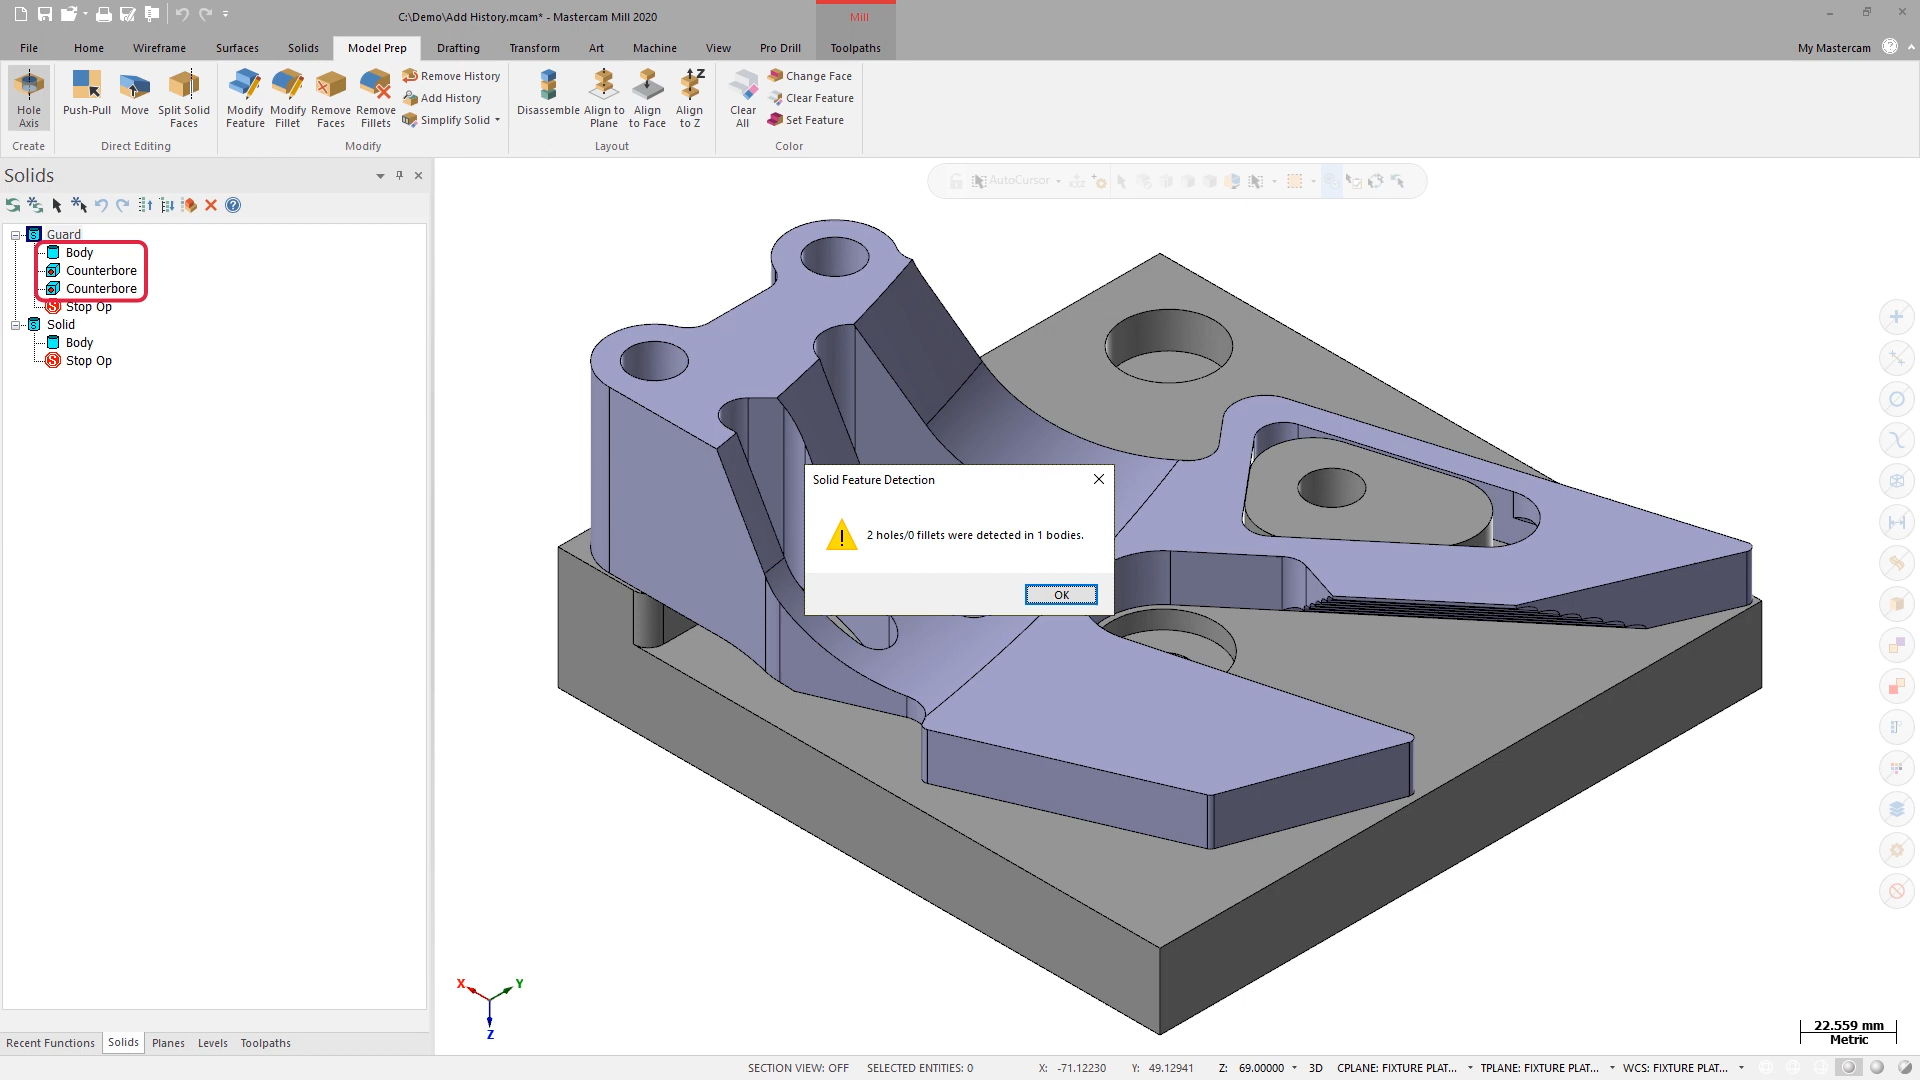 C:\Demo\Add History.mcam* - Mastercam Mill 2020
Mill
File Home Wireframe Surfaces Solids Model Prep Drafting Transform Art Machine View Pro Drill Toolpaths
My Mastercam
Hole Axis
Push-Pull
Move
Split Solid Faces
Modify Feature
Modify Fillet
Remove Faces
Remove Fillets
Remove History
Add History
Simplify Solid
Disassemble
Align to Plane
Align to Face
Align to Z
Clear All
Change Face
Clear Feature
Set Feature
Create Direct Editing Modify Layout Color
Solids
AutoCursor
Guard
Body
Counterbore
Counterbore
Stop Op
Solid
Body
Stop Op
Solid Feature Detection
2 holes/0 fillets were detected in 1 bodies.
OK
X Y
Z
22.559 mm
Metric
Recent Functions Solids Planes Levels Toolpaths
SECTION VIEW: OFF SELECTED ENTITIES: 0 X: -71.12230 Y: 49.12941 Z: 69.00000 3D CPLANE: FIXTURE PLAT... TPLANE: FIXTURE PLAT... WCS: FIXTURE PLAT...